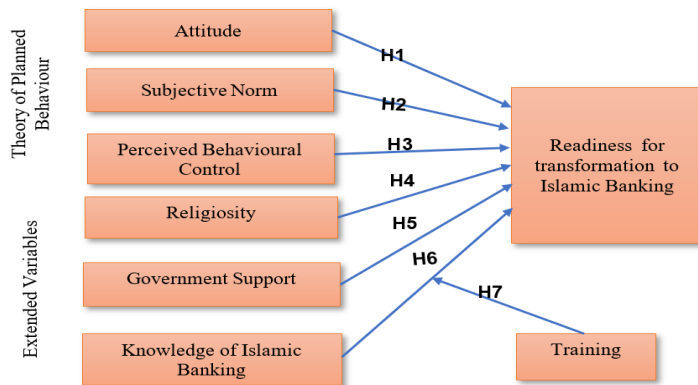 Theory of Planned
Behaviour
Extended Variables
Attitude
Subjective Norm
Perceived Behavioural
Control
Religiosity
Government Support
Knowledge of Islamic
Banking
H1
H2
H3
H4
H5
H6
H7
Readiness for
transformation to
Islamic Banking
Training